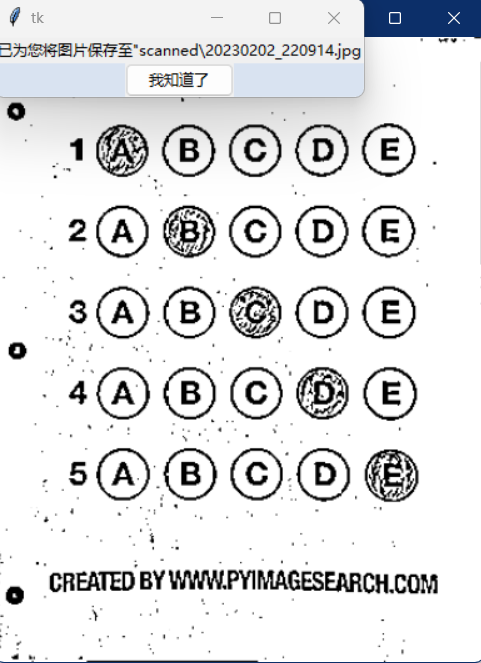 tk
已为您将图片保存至"scanned\20230202_220914.jpg
我知道了
1 A B C D E
2 A B C D E
3 A B C D E
4 A B C D E
5 A B C D E
CREATED BY WWW.PYIMAGESEARCH.COM